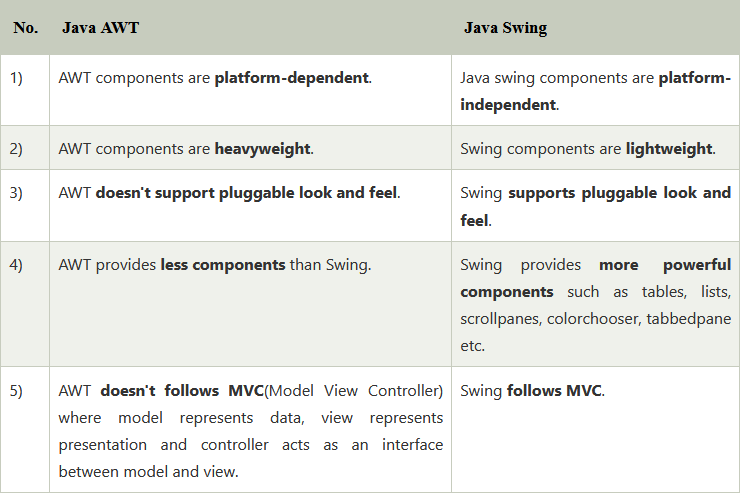 No. Java AWT Java Swing
1) AWT components are platform-dependent. Java swing components are platform-
independent.
2) AWT components are heavyweight. Swing components are lightweight.
3) AWT doesn't support pluggable look and feel. Swing supports pluggable look and
feel.
4) AWT provides less components than Swing. Swing provides more powerful
components such as tables, lists,
scrollpanes, colorchooser, tabbedpane
etc.
5) AWT doesn't follows MVC(Model View Controller) Swing follows MVC.
where model represents data, view represents
presentation and controller acts as an interface
between model and view.